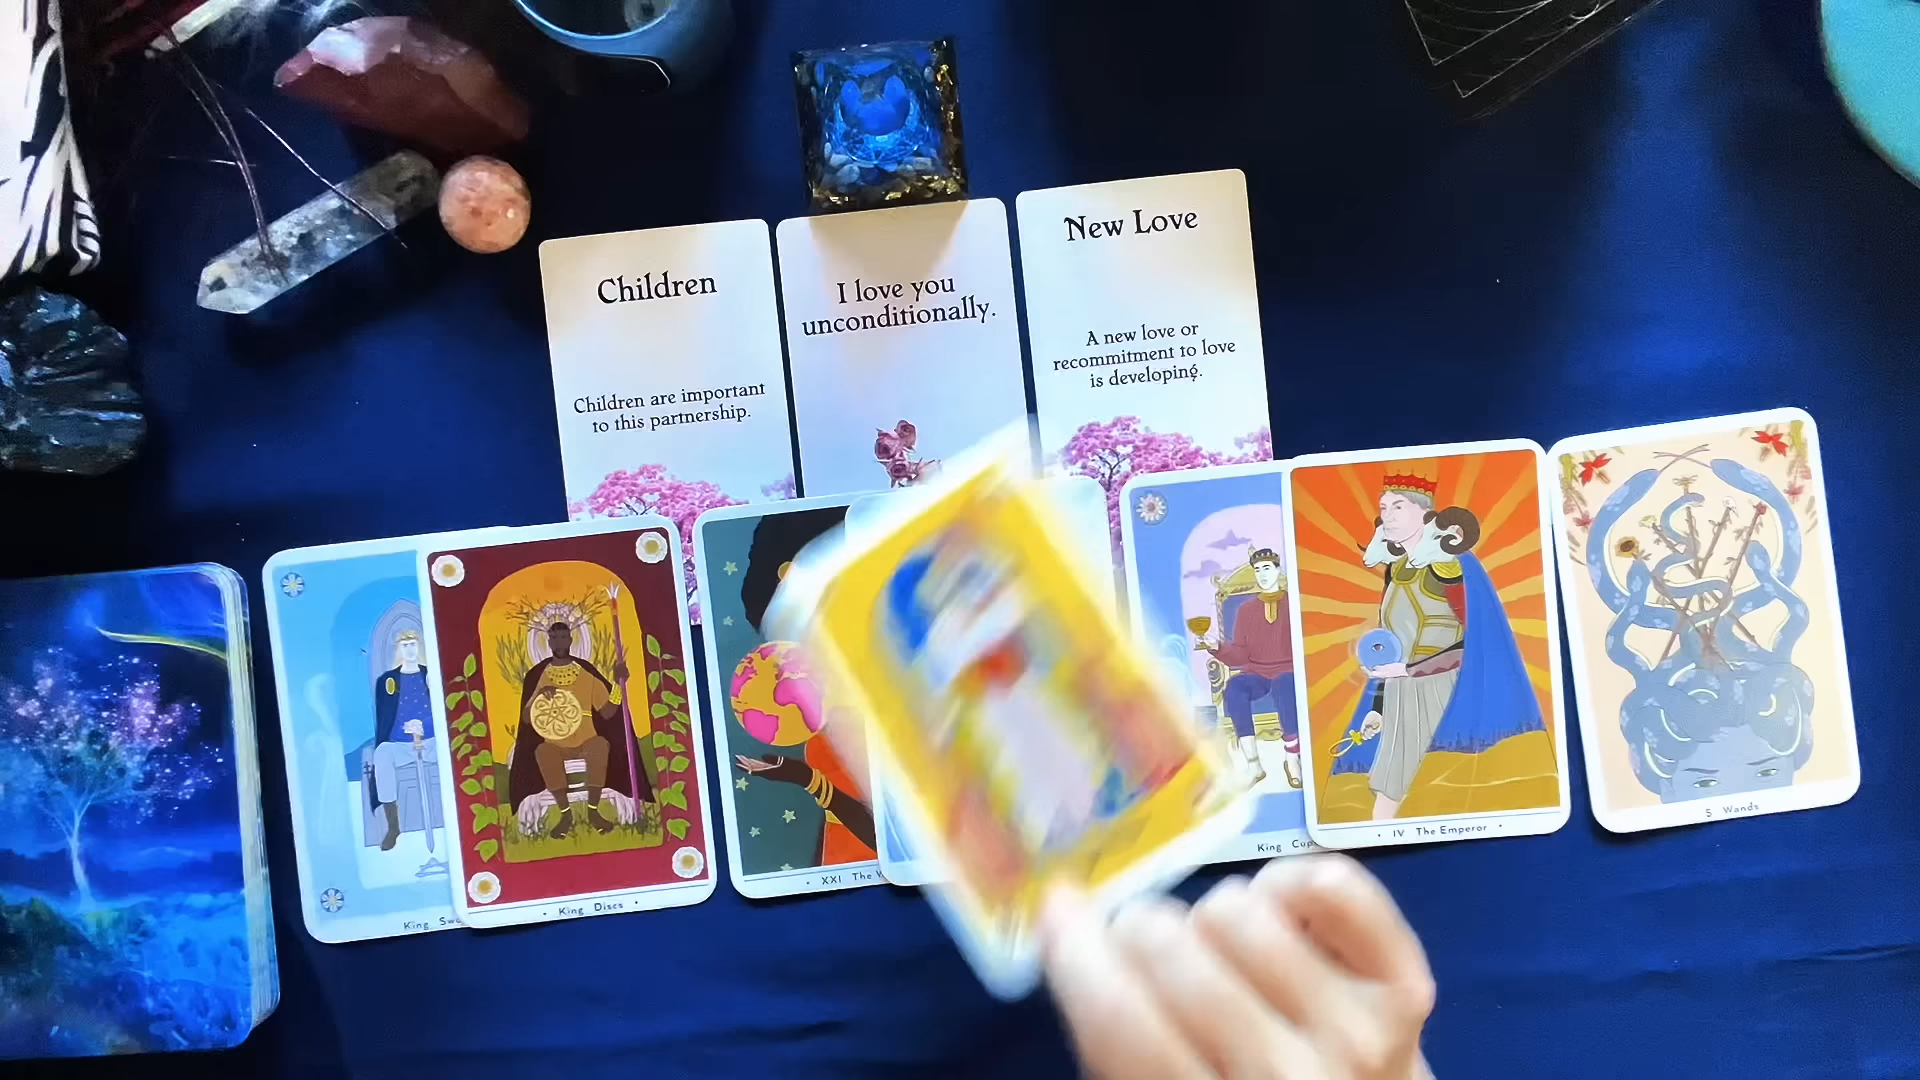 Children
Children are important
to this partnership.
I love you
unconditionally.
New Love
A new love or
recommitment to love
is developing.
King
• King Discs •
• XXI The
King
• IV The Emperor •
5 Wands